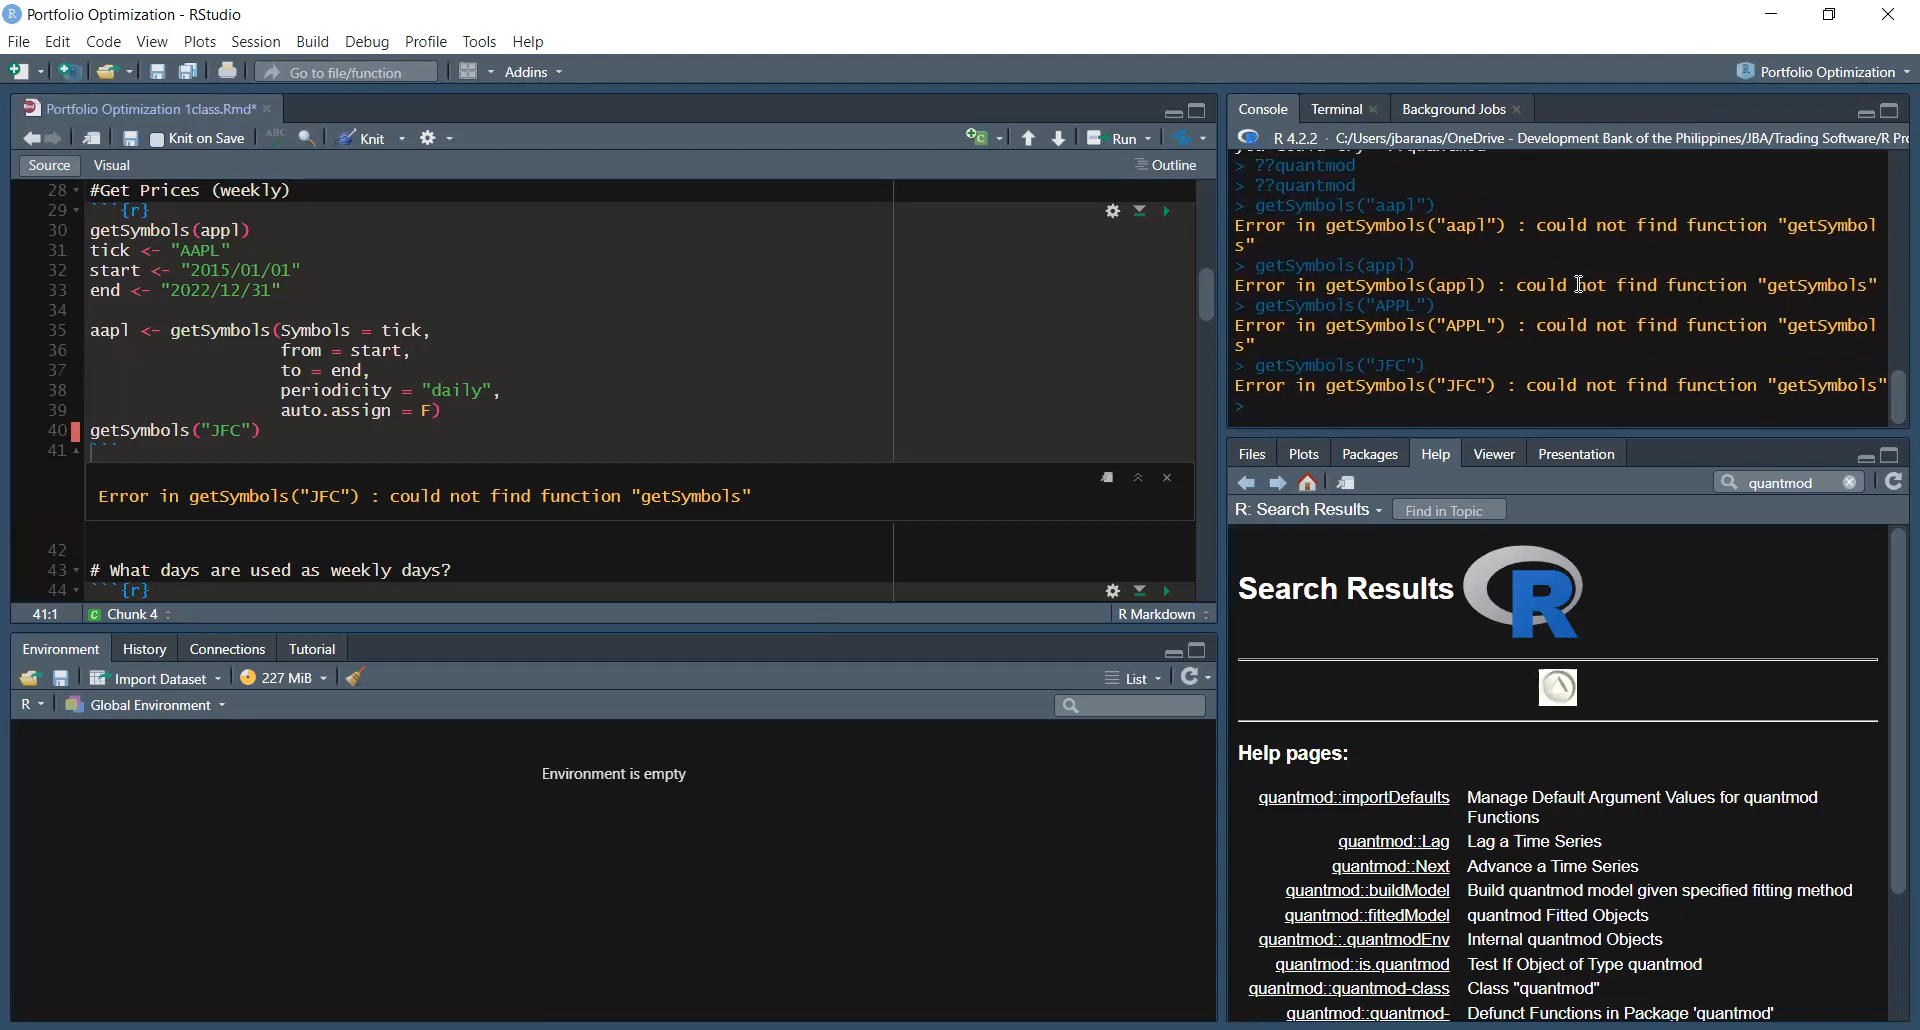 Portfolio Optimization - RStudio
File Edit Code View Plots Session Build Debug Profile Tools Help
Go to file/function Addins Portfolio Optimization
Portfolio Optimization 1class.Rmd*
Knit on Save ABC Knit Run
Source Visual Outline
28 #Get Prices (weekly)
29 ```{r}
30 getSymbols(appl)
31 tick <- "AAPL"
32 start <- "2015/01/01"
33 end <- "2022/12/31"
34
35 aapl <- getSymbols(Symbols = tick,
36 from = start,
37 to = end,
38 periodicity = "daily",
39 auto.assign = F)
40 getSymbols("JFC")
41 ```
Error in getSymbols("JFC") : could not find function "getSymbols"
42
43 # What days are used as weekly days?
44 ```{r}
41:1 Chunk 4 R Markdown
Environment History Connections Tutorial
Import Dataset 227 MiB List
R Global Environment
Environment is empty
Console Terminal Background Jobs
R 4.2.2 · C:/Users/jbaranas/OneDrive - Development Bank of the Philippines/JBA/Trading Software/R Pro
> ??quantmod
> ??quantmod
> getSymbols("aapl")
Error in getSymbols("aapl") : could not find function "getSymbol
s"
> getSymbols(appl)
Error in getSymbols(appl) : could not find function "getSymbols"
> getSymbols("APPL")
Error in getSymbols("APPL") : could not find function "getSymbol
s"
> getSymbols("JFC")
Error in getSymbols("JFC") : could not find function "getSymbols"
>
Files Plots Packages Help Viewer Presentation
quantmod
R: Search Results Find in Topic
Search Results R
Help pages:
quantmod::importDefaults Manage Default Argument Values for quantmod
Functions
quantmod::Lag Lag a Time Series
quantmod::Next Advance a Time Series
quantmod::buildModel Build quantmod model given specified fitting method
quantmod::fittedModel quantmod Fitted Objects
quantmod::.quantmodEnv Internal quantmod Objects
quantmod::is.quantmod Test If Object of Type quantmod
quantmod::quantmod-class Class "quantmod"
quantmod::quantmod- Defunct Functions in Package 'quantmod'